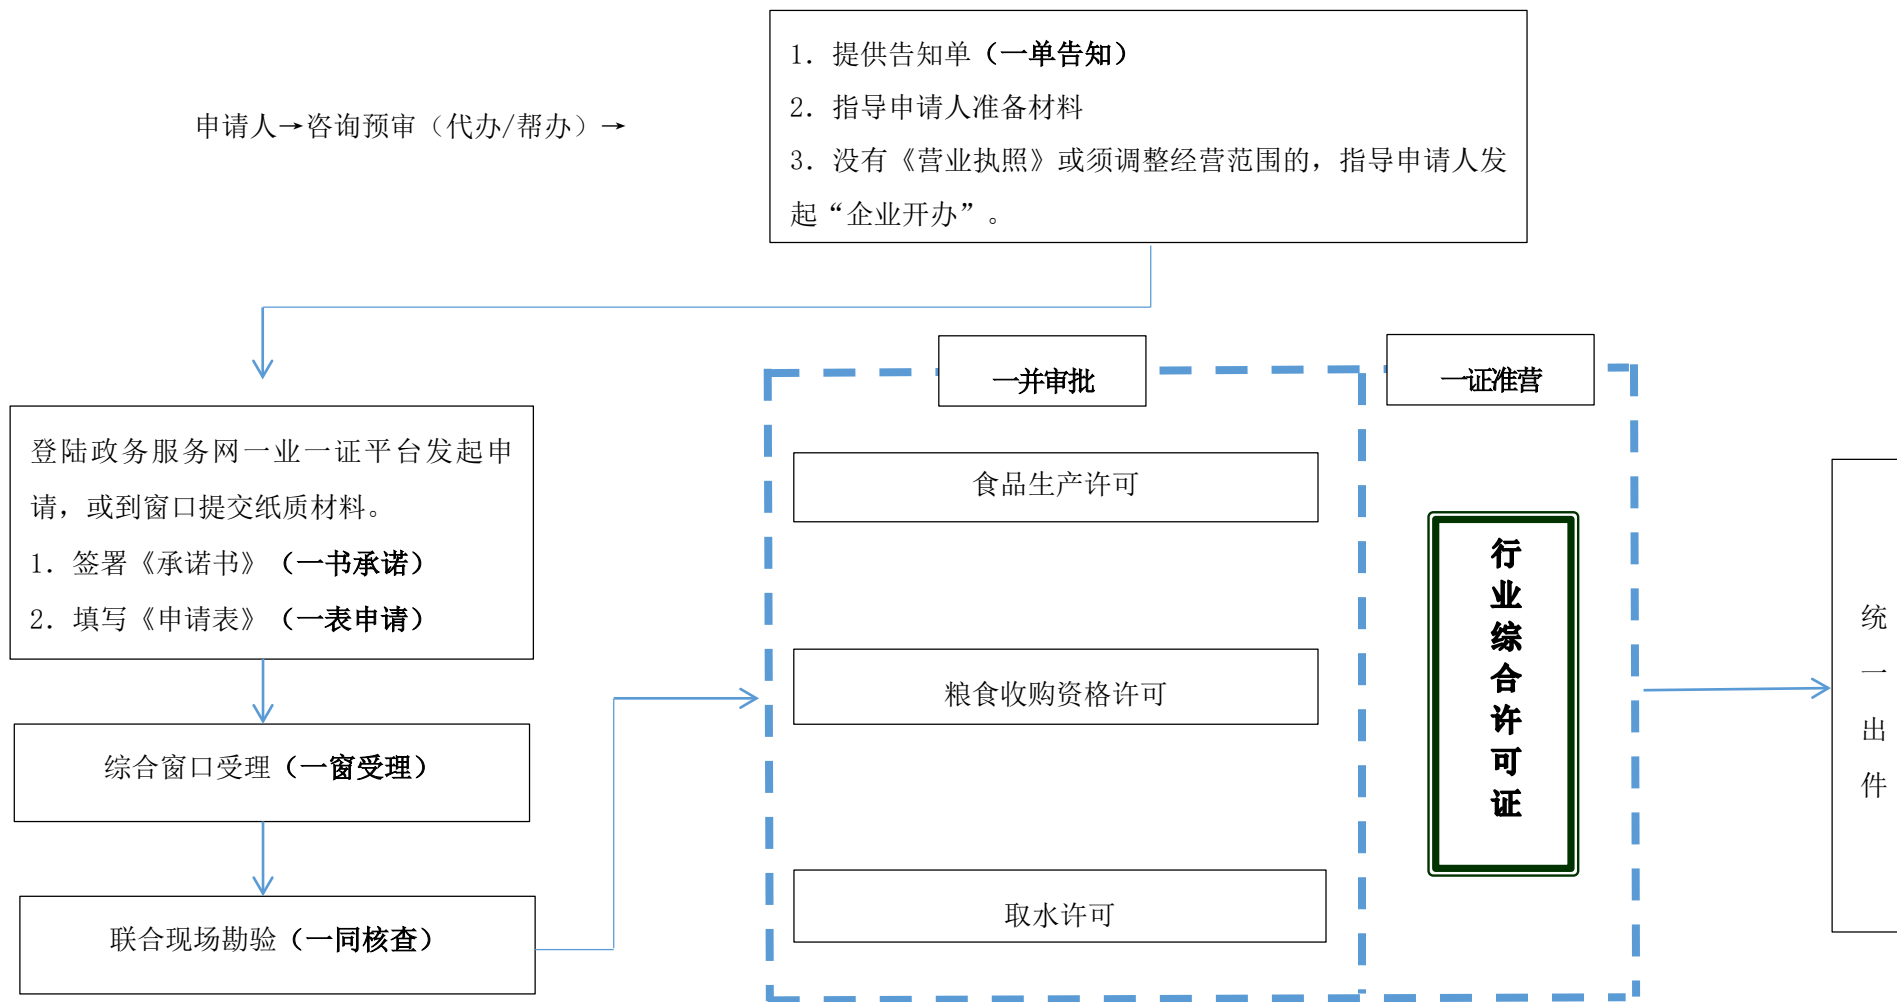 1. 提供告知单（一单告知）
2. 指导申请人准备材料
3. 没有《营业执照》或须调整经营范围的，指导申请人发
起“企业开办”。
申请人→咨询预审（代办/帮办）→
登陆政务服务网一业一证平台发起申
请，或到窗口提交纸质材料。
1. 签署《承诺书》（一书承诺）
2. 填写《申请表》（一表申请）
综合窗口受理（一窗受理）
联合现场勘验（一同核查）
一并审批
食品生产许可
粮食收购资格许可
取水许可
一证准营
行业综合许可证
统一出件